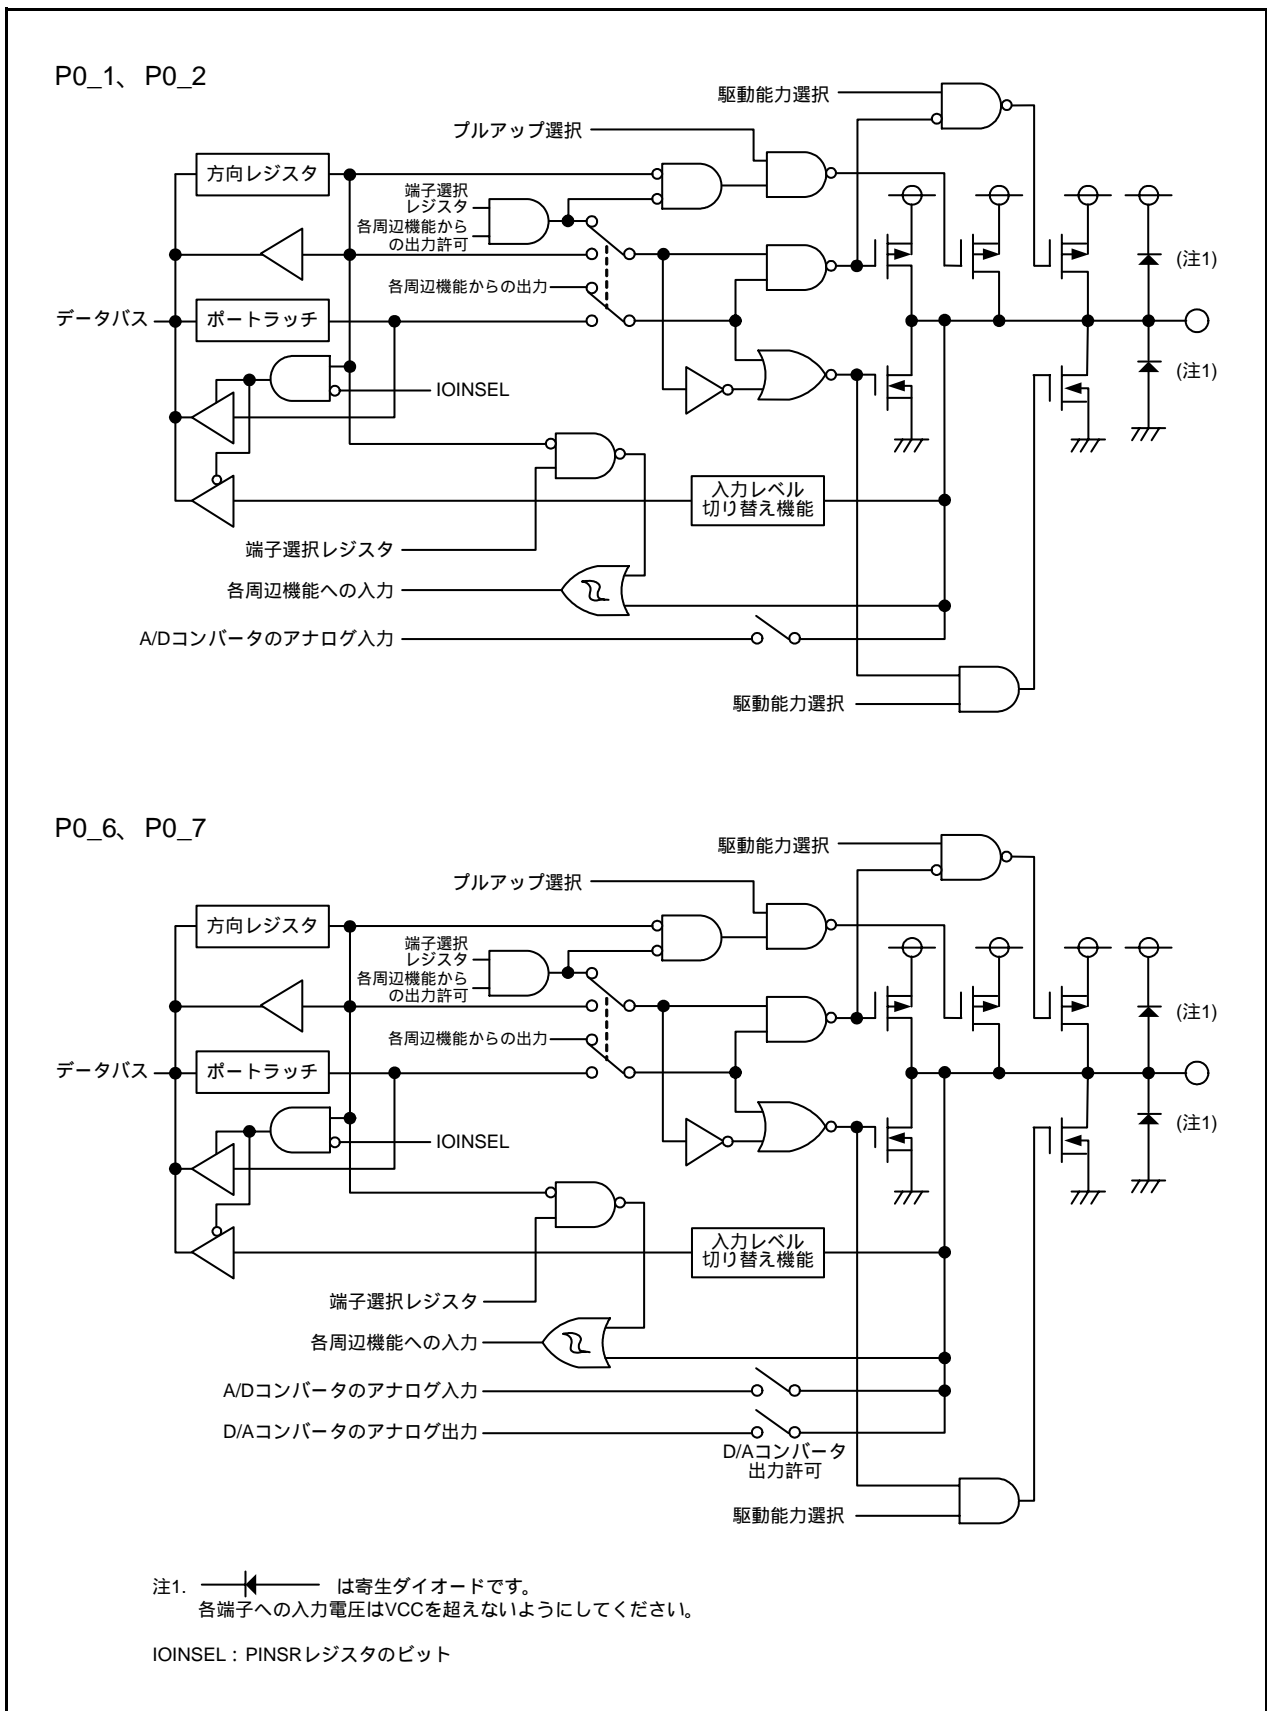 P0_1、P0_2
駆動能力選択
プルアップ選択
方向レジスタ
端子選択
レジスタ
各周辺機能から
の出力許可
(注1)
各周辺機能からの出力
データバス
ポートラッチ
(注1)
IOINSEL
入力レベル
切り替え機能
端子選択レジスタ
各周辺機能への入力
A/Dコンバータのアナログ入力
駆動能力選択
P0_6、P0_7
駆動能力選択
プルアップ選択
方向レジスタ
端子選択
レジスタ
各周辺機能から
の出力許可
(注1)
各周辺機能からの出力
データバス
ポートラッチ
(注1)
IOINSEL
入力レベル
切り替え機能
端子選択レジスタ
各周辺機能への入力
A/Dコンバータのアナログ入力
D/Aコンバータのアナログ出力
D/Aコンバータ
出力許可
駆動能力選択
注1. は寄生ダイオードです。
各端子への入力電圧はVCCを超えないようにしてください。
IOINSEL：PINSRレジスタのビット